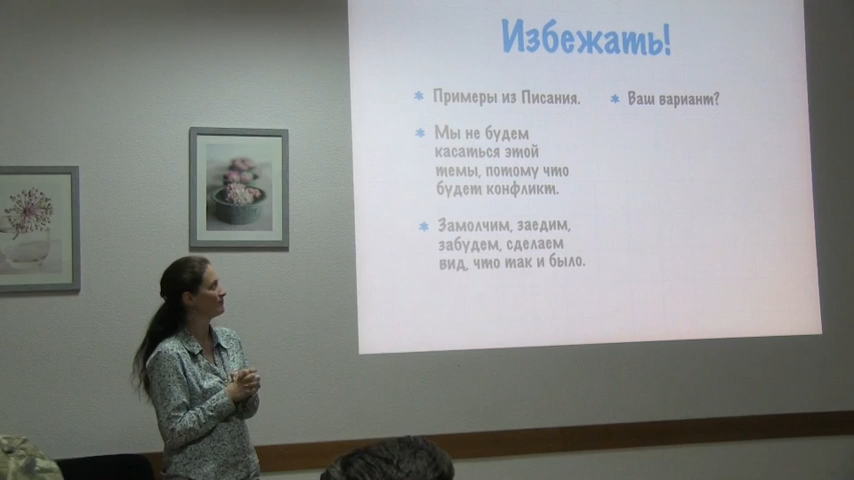 Избежать!
Примеры из Писания.
Мы не будем
касаться этой
темы, потому что
будет конфликт.
Замолчим, заедим,
забудем, сделаем
вид, что так и было.
Ваш вариант?